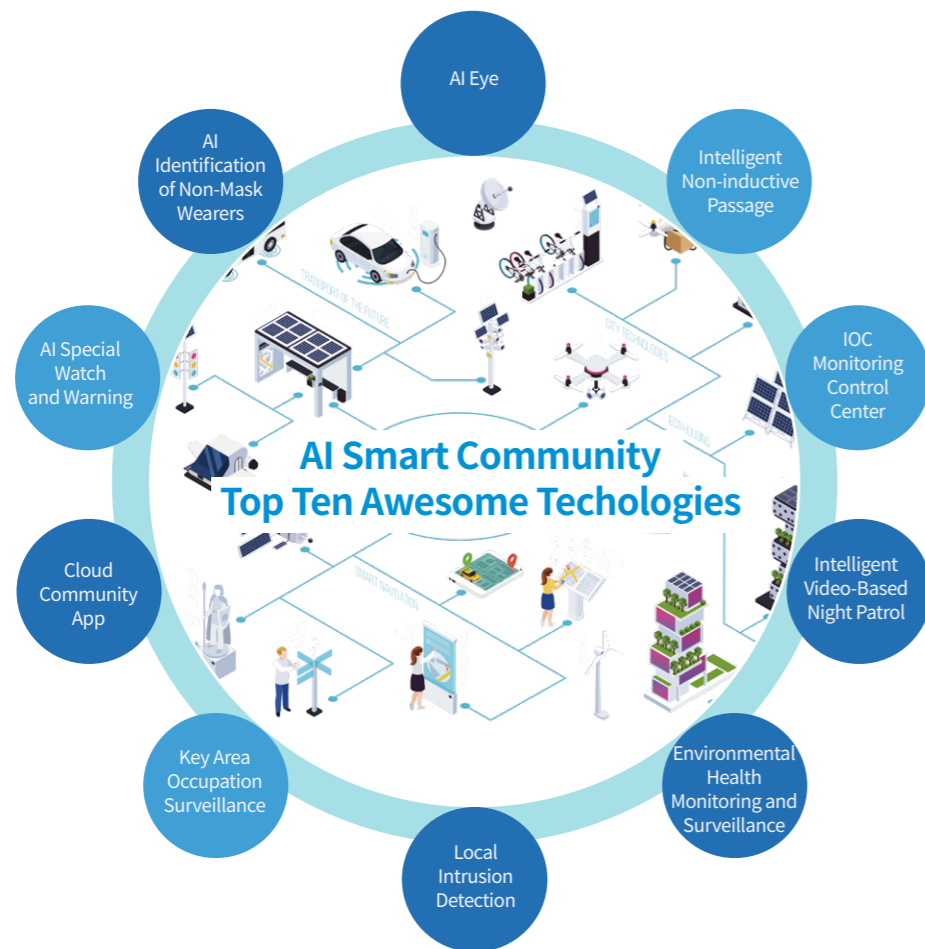 AI Eye
AI
Identification
of Non-Mask
Wearers
Intelligent
Non-inductive
Passage
TRANSPORT OF THE FUTURE
CITY TECHNOLOGIES
AI Special
Watch
and Warning
IOC
Monitoring
Control
Center
ECO HOUSING
AI Smart Community
Top Ten Awesome Techologies
Cloud
Community
App
SMART NAVIGATION
Intelligent
Video-Based
Night Patrol
Key Area
Occupation
Surveillance
Environmental
Health
Monitoring and
Surveillance
Local
Intrusion
Detection